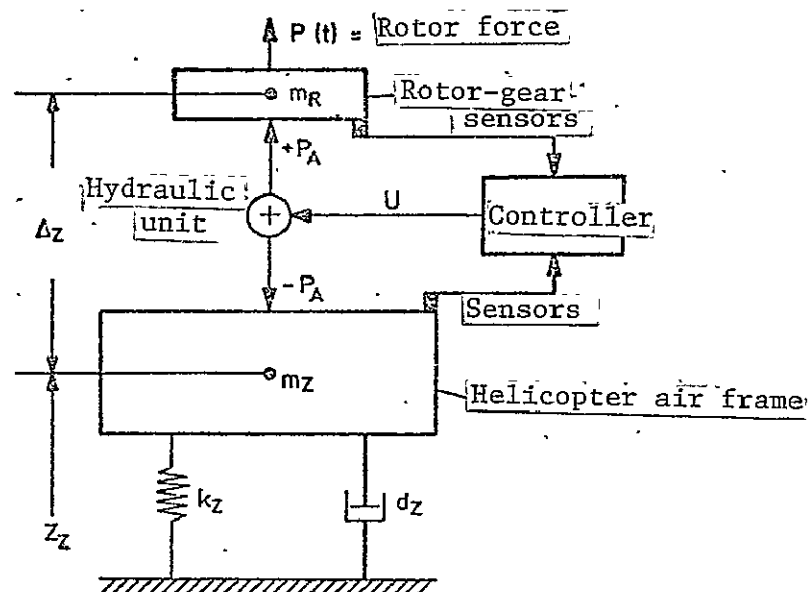 P (t) = Rotor force
m_R
Rotor-gear
sensors
+P_A
Hydraulic
unit
+
U
Controller
Δ_Z
-P_A
Sensors
m_Z
Helicopter air frame
k_Z
d_Z
Z_Z